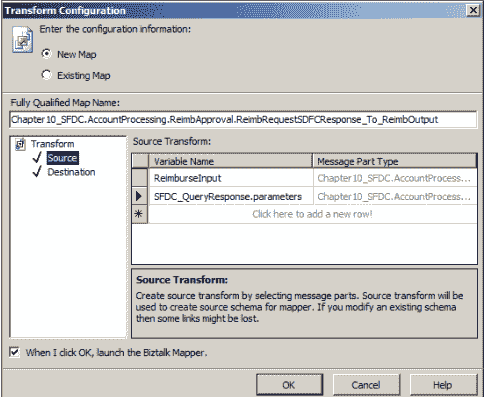 Transform Configuration
Enter the configuration information:
New Map
Existing Map
Fully Qualified Map Name:
Chapter10_SFDC.AccountProcessing.ReimbApproval.ReimbRequestSDFCResponse_To_ReimbOutput
Transform
Source
Destination
Source Transform:
Variable Name Message Part Type
ReimburseInput Chapter10_SFDC.AccountProcess...
SFDC_QueryResponse.parameters Chapter10_SFDC.AccountProcess...
Click here to add a new row!
Source Transform:
Create source transform by selecting message parts. Source transform will
be used to create source schema for mapper. If you modify an existing schema
then some links might be lost.
When I click OK, launch the Biztalk Mapper.
OK Cancel Help